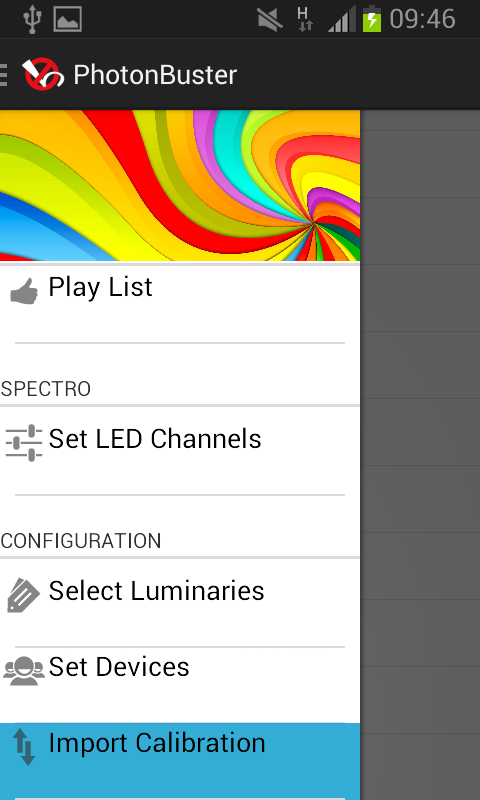 H
09:46
PhotonBuster
Play List
SPECTRO
Set LED Channels
CONFIGURATION
Select Luminaries
Set Devices
Import Calibration